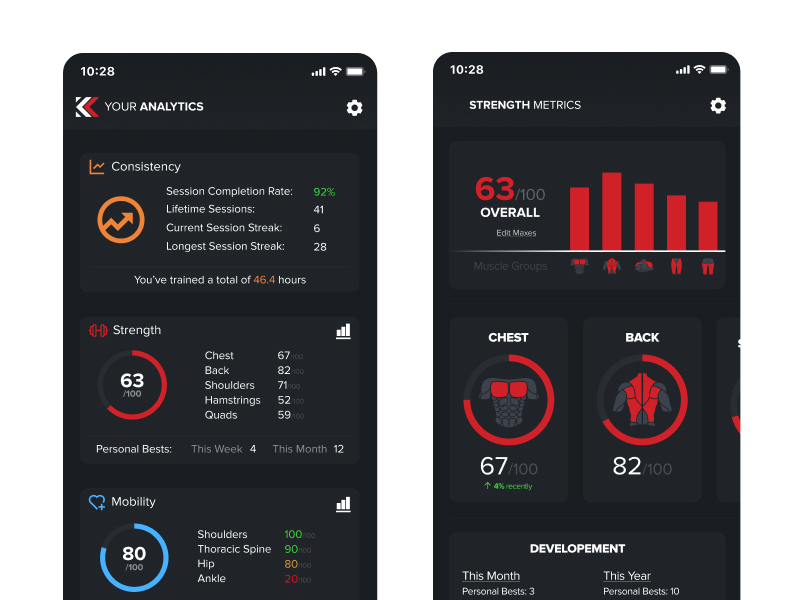 10:28
YOUR ANALYTICS
Consistency
Session Completion Rate: 92%
Lifetime Sessions: 41
Current Session Streak: 6
Longest Session Streak: 28
You've trained a total of 46.4 hours
Strength
63
/100
Chest 67/100
Back 82/100
Shoulders 71/100
Hamstrings 52/100
Quads 59/100
Personal Bests: This Week 4 This Month 12
Mobility
80
/100
Shoulders 100/100
Thoracic Spine 90/100
Hip 80/100
Ankle 20/100
10:28
STRENGTH METRICS
63/100
OVERALL
Edit Maxes
Muscle Groups
CHEST
67/100
4% recently
BACK
82/100
S
DEVELOPEMENT
This Month
Personal Bests: 3
This Year
Personal Bests: 10